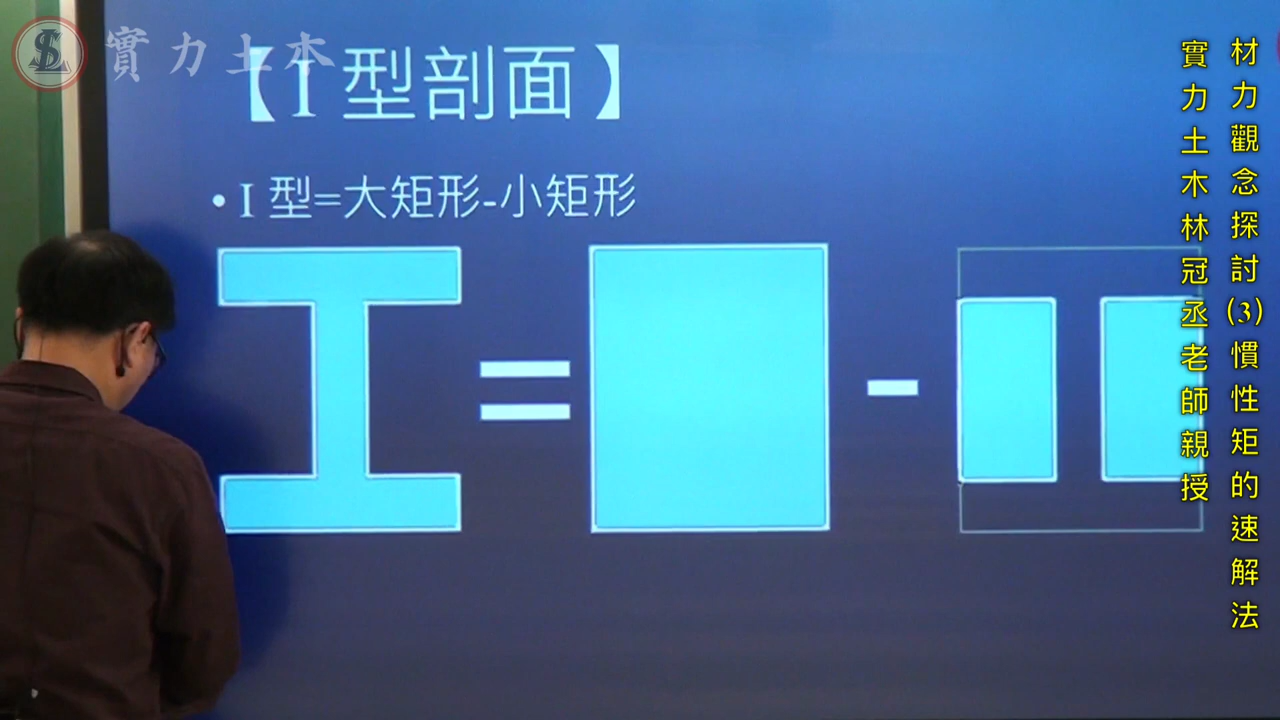 實力土木
【I 型剖面】
• I 型=大矩形-小矩形
=
-
材力觀念探討(3)慣性矩的速解法
實力土木林冠丞老師親授